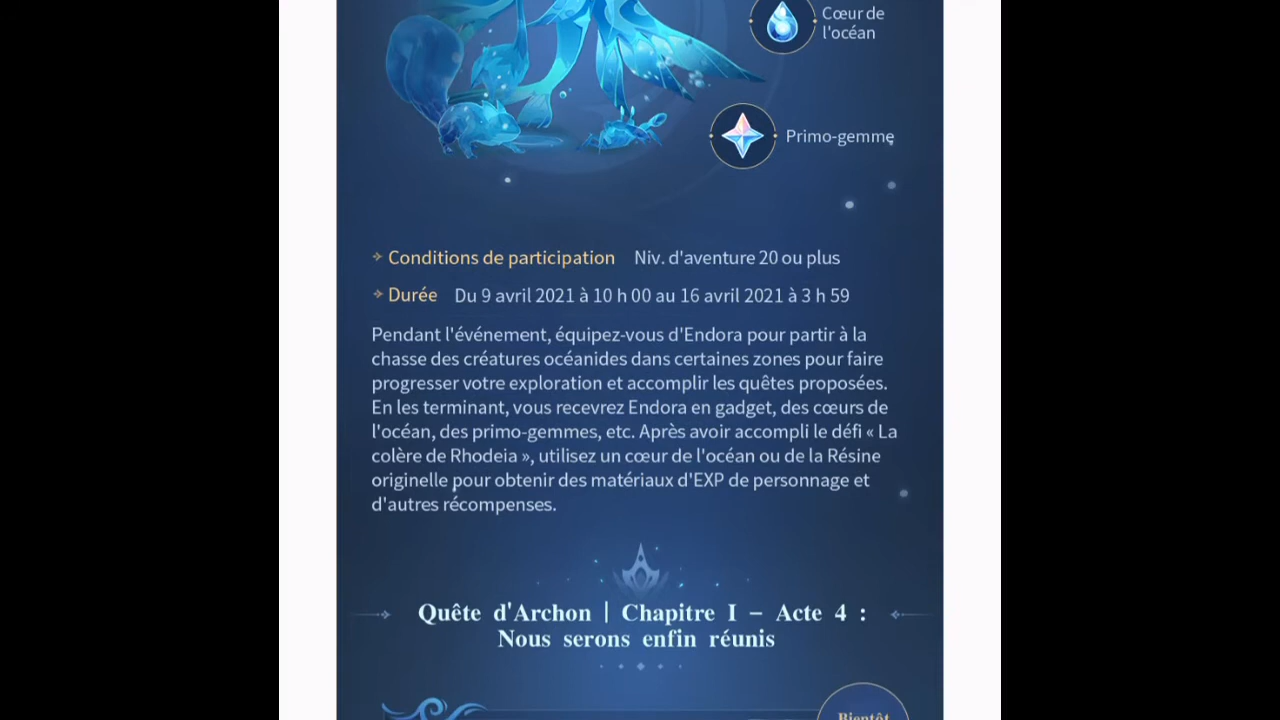 Cœur de
l'océan
Primo-gemme
Conditions de participation Niv. d'aventure 20 ou plus
Durée Du 9 avril 2021 à 10 h 00 au 16 avril 2021 à 3 h 59
Pendant l'événement, équipez-vous d'Endora pour partir à la
chasse des créatures océanides dans certaines zones pour faire
progresser votre exploration et accomplir les quêtes proposées.
En les terminant, vous recevrez Endora en gadget, des cœurs de
l'océan, des primo-gemmes, etc. Après avoir accompli le défi « La
colère de Rhodeia », utilisez un cœur de l'océan ou de la Résine
originelle pour obtenir des matériaux d'EXP de personnage et
d'autres récompenses.
Quête d'Archon | Chapitre I – Acte 4 :
Nous serons enfin réunis
Bientôt